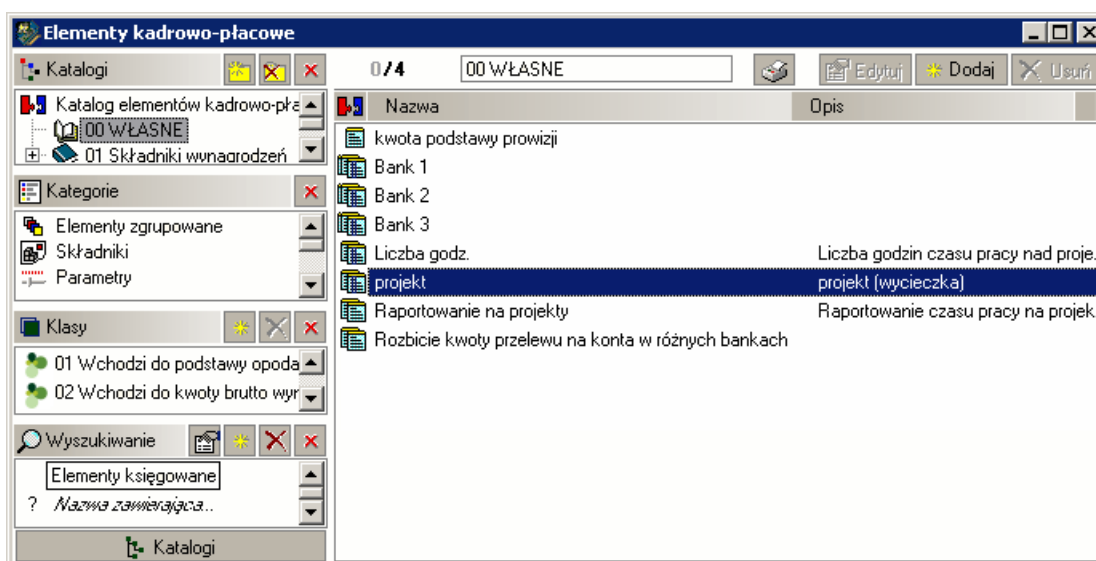 Elementy kadrowo-płacowe
Katalogi
0/4
00 WŁASNE
Edytuj
Dodaj
Usuń
Katalog elementów kadrowo-pła
00 WŁASNE
01 Składniki wynagrodzeń
Kategorie
Elementy zgrupowane
Składniki
Parametry
Klasy
01 Wchodzi do podstawy opoda
02 Wchodzi do kwoty brutto wyr
Wyszukiwanie
Elementy księgowane
? Nazwa zawierająca...
Katalogi
Nazwa Opis
kwota podstawy prowizji
Bank 1
Bank 2
Bank 3
Liczba godz. Liczba godzin czasu pracy nad proje.
projekt projekt (wycieczka)
Raportowanie na projekty Raportowanie czasu pracy na projek
Rozbicie kwoty przelewu na konta w różnych bankach